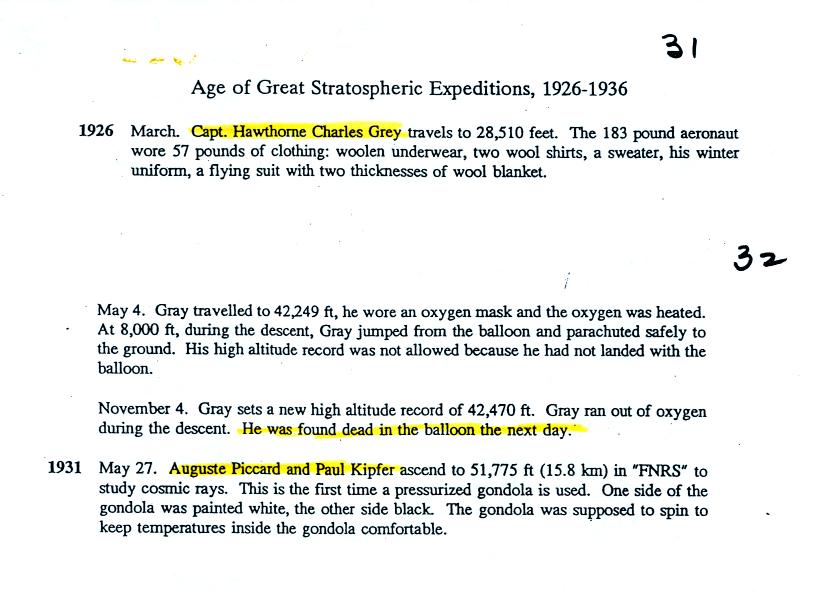 31
Age of Great Stratospheric Expeditions, 1926-1936
1926 March. Capt. Hawthorne Charles Grey travels to 28,510 feet. The 183 pound aeronaut
wore 57 pounds of clothing: woolen underwear, two wool shirts, a sweater, his winter
uniform, a flying suit with two thicknesses of wool blanket.
32
May 4. Gray travelled to 42,249 ft, he wore an oxygen mask and the oxygen was heated.
At 8,000 ft, during the descent, Gray jumped from the balloon and parachuted safely to
the ground. His high altitude record was not allowed because he had not landed with the
balloon.
November 4. Gray sets a new high altitude record of 42,470 ft. Gray ran out of oxygen
during the descent. He was found dead in the balloon the next day.
1931 May 27. Auguste Piccard and Paul Kipfer ascend to 51,775 ft (15.8 km) in "FNRS" to
study cosmic rays. This is the first time a pressurized gondola is used. One side of the
gondola was painted white, the other side black. The gondola was supposed to spin to
keep temperatures inside the gondola comfortable.